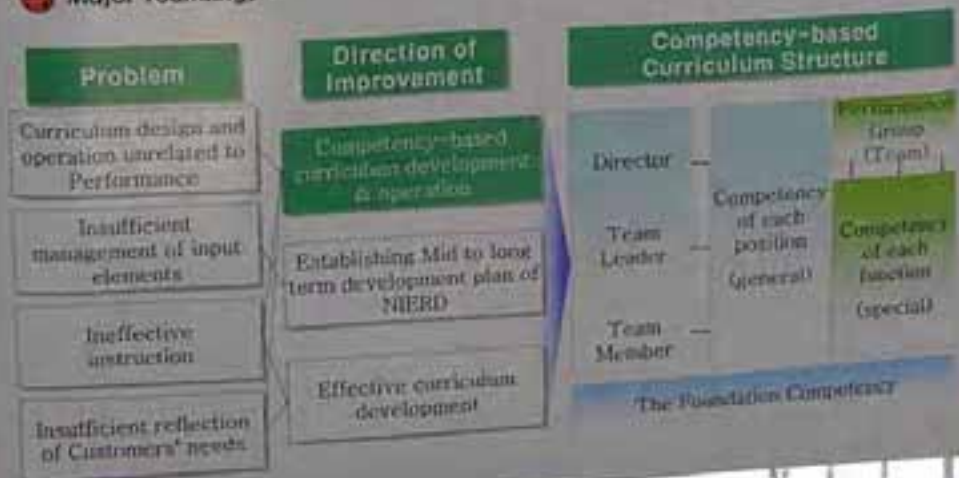 Major
Problem
Curriculum design and
operation unrelated to
Performance
Insufficient
management of input
elements
Ineffective
instruction
Insufficient reflection
of Customers' needs
Direction of
Improvement
Competency-based
curriculum development
& operation
Establishing Mid to long
term development plan of
NIERD
Effective curriculum
development
Competency-based
Curriculum Structure
Director
Team
Leader
Team
Member
Competency
of each
position
(general)
Group
(Team)
Competency
of each
function
(special)
The Foundation Competency